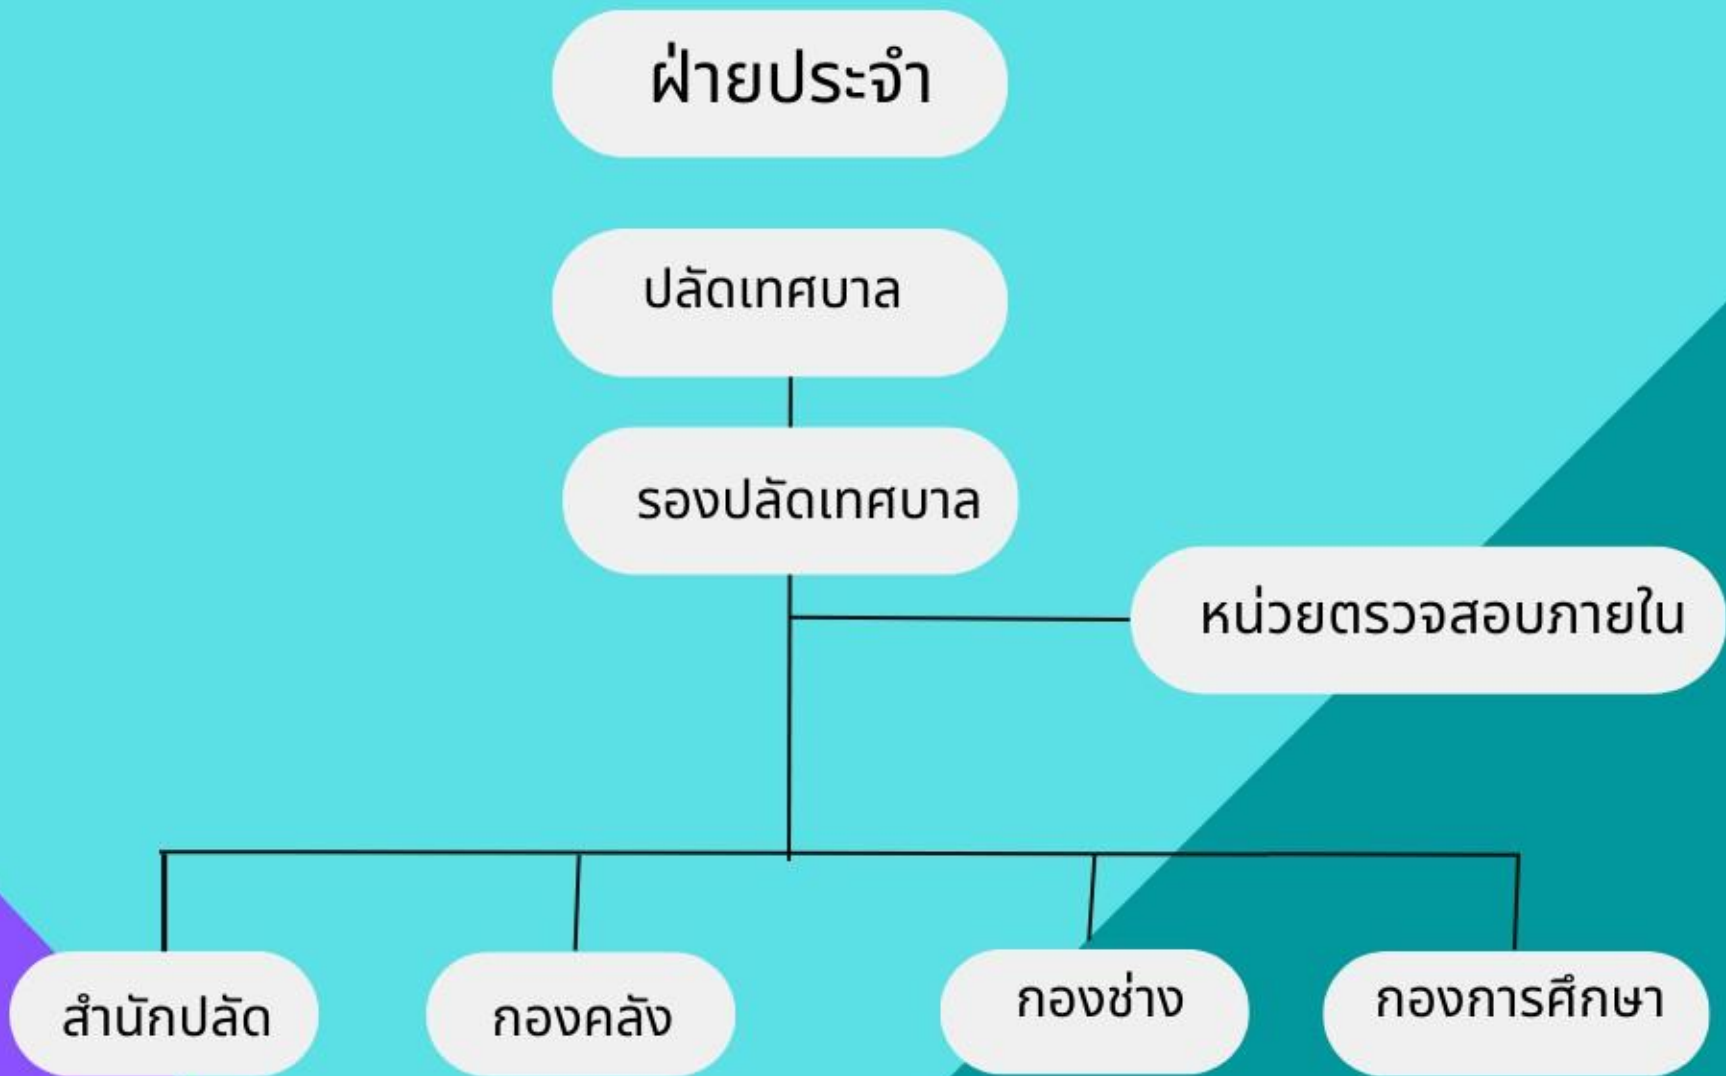 ฝ่ายประจำ
ปลัดเทศบาล
รองปลัดเทศบาล
หน่วยตรวจสอบภายใน
สำนักปลัด
กองคลัง
กองช่าง
กองการศึกษา